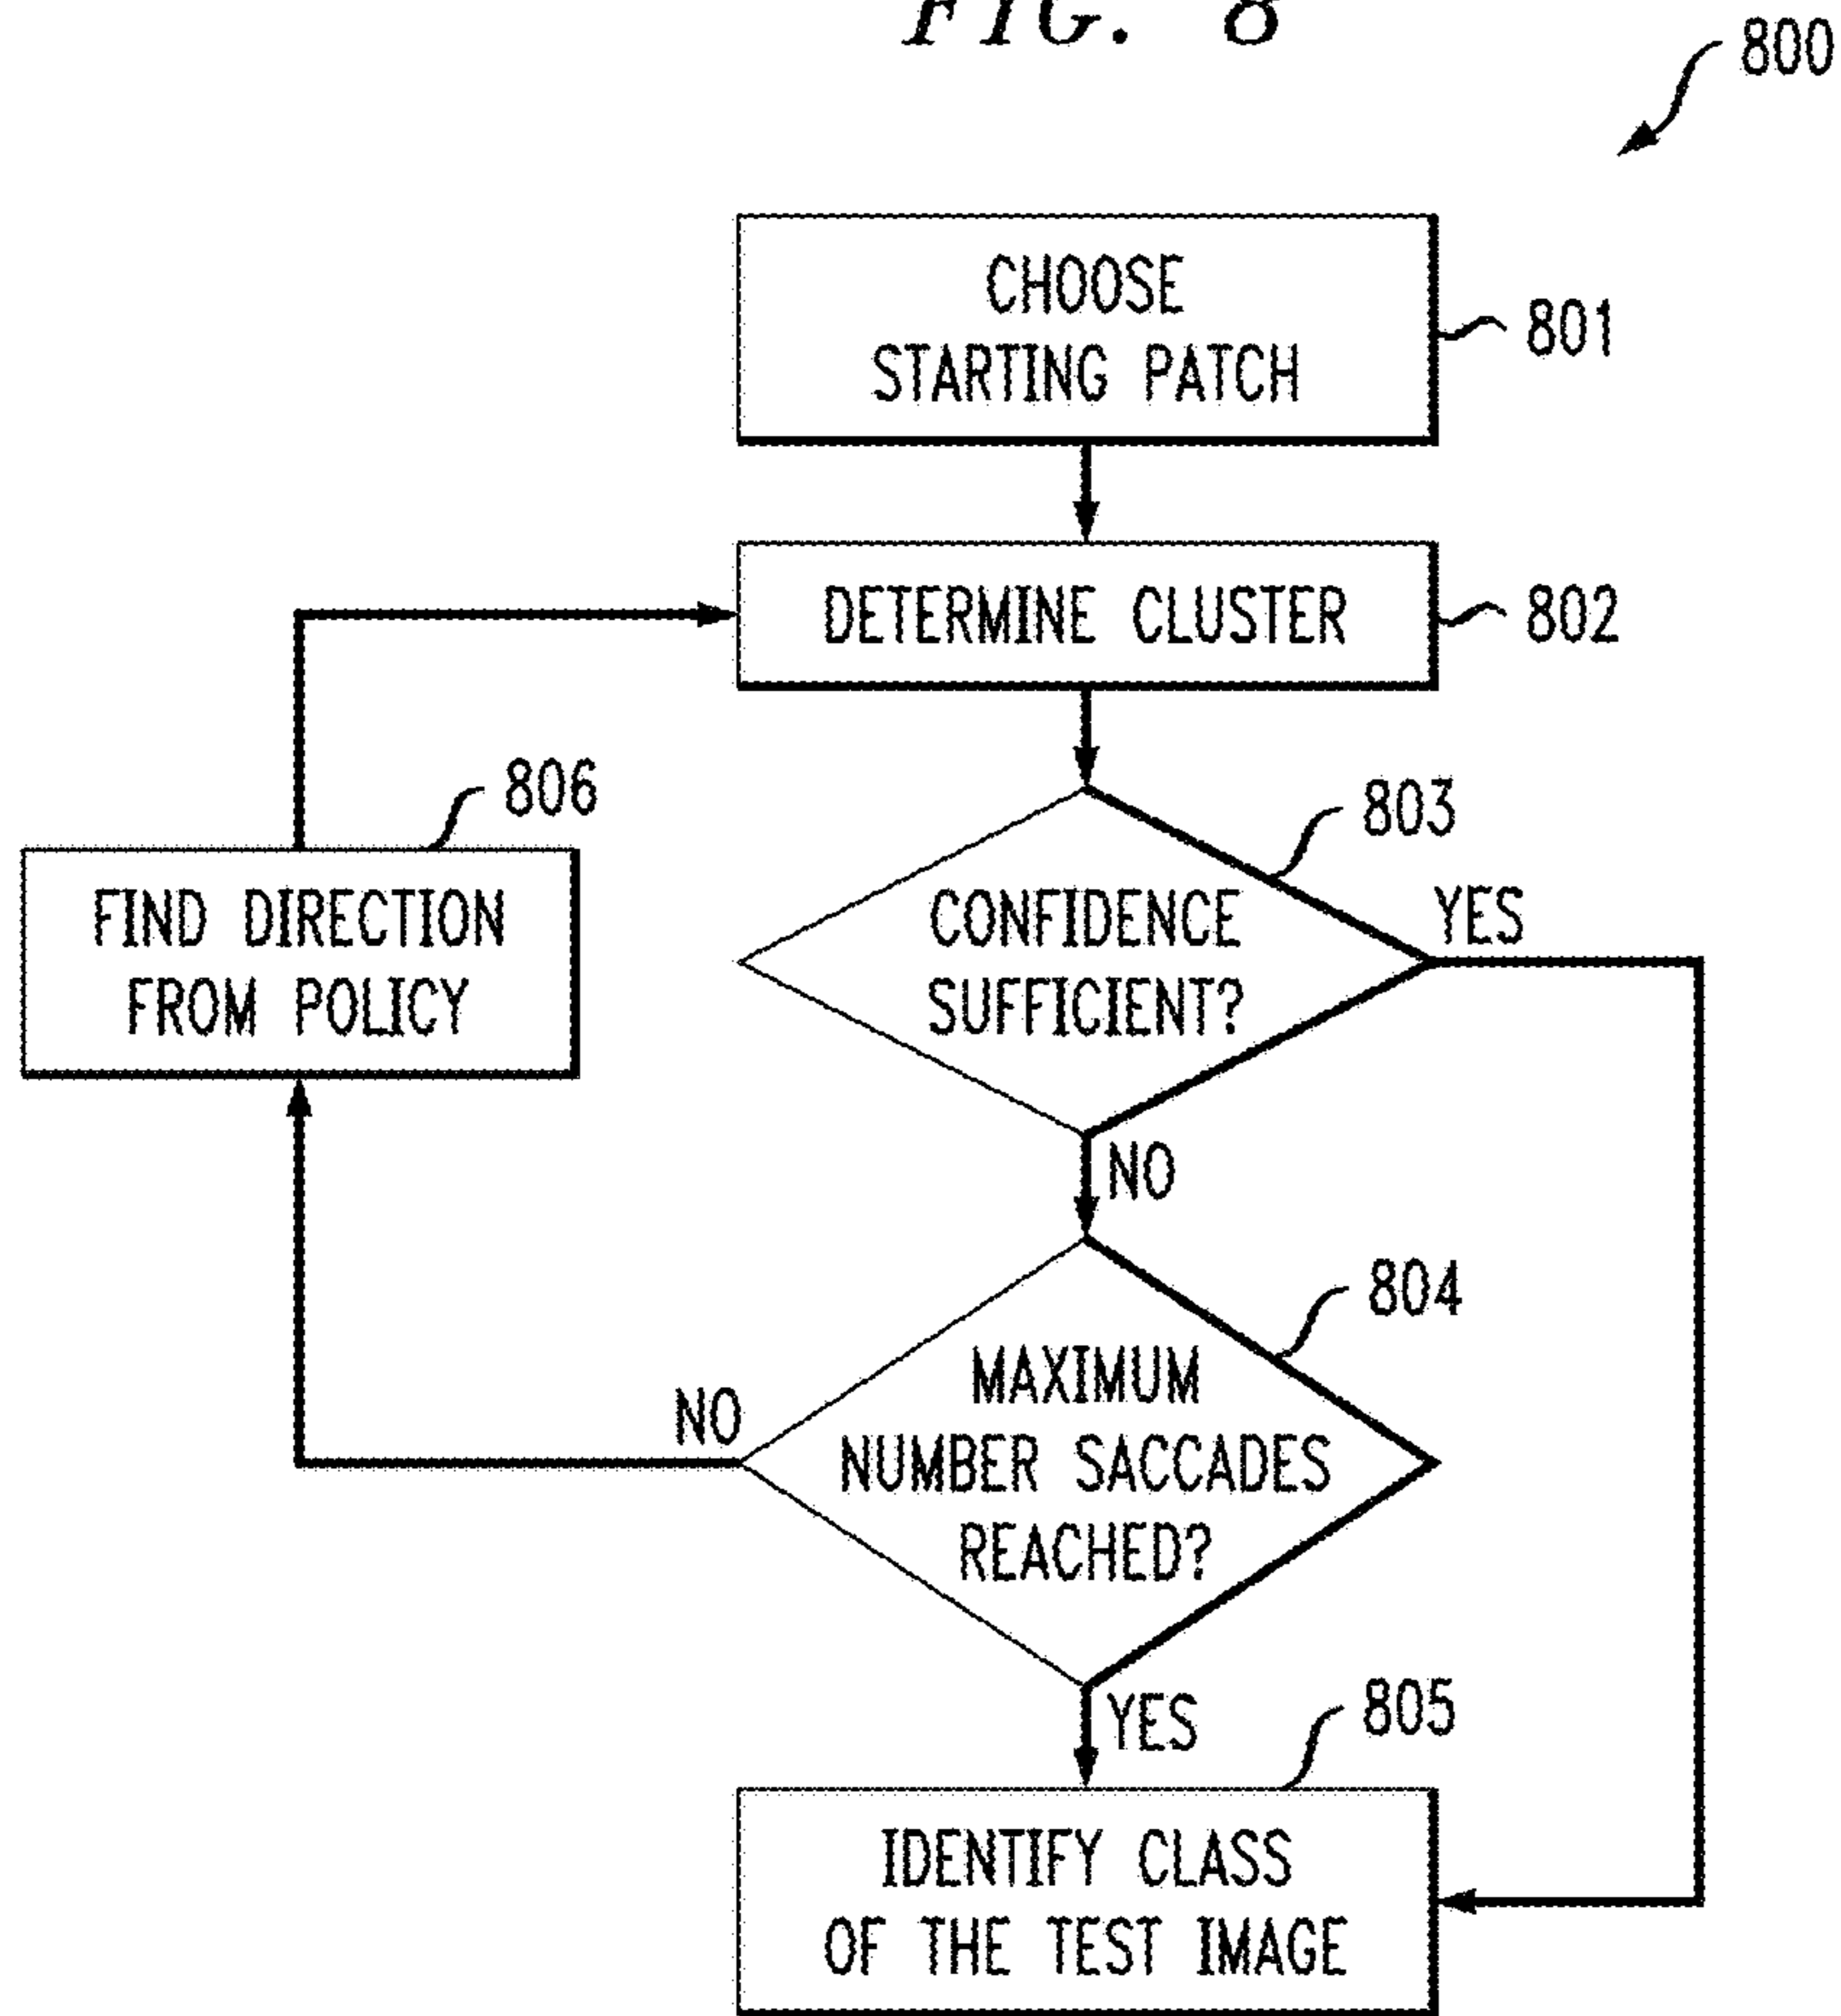 FIG. 8
800
CHOOSE
STARTING PATCH
801
DETERMINE CLUSTER
802
806
FIND DIRECTION
FROM POLICY
803
CONFIDENCE
SUFFICIENT?
YES
NO
804
MAXIMUM
NUMBER SACCADES
REACHED?
NO
YES
805
IDENTIFY CLASS
OF THE TEST IMAGE